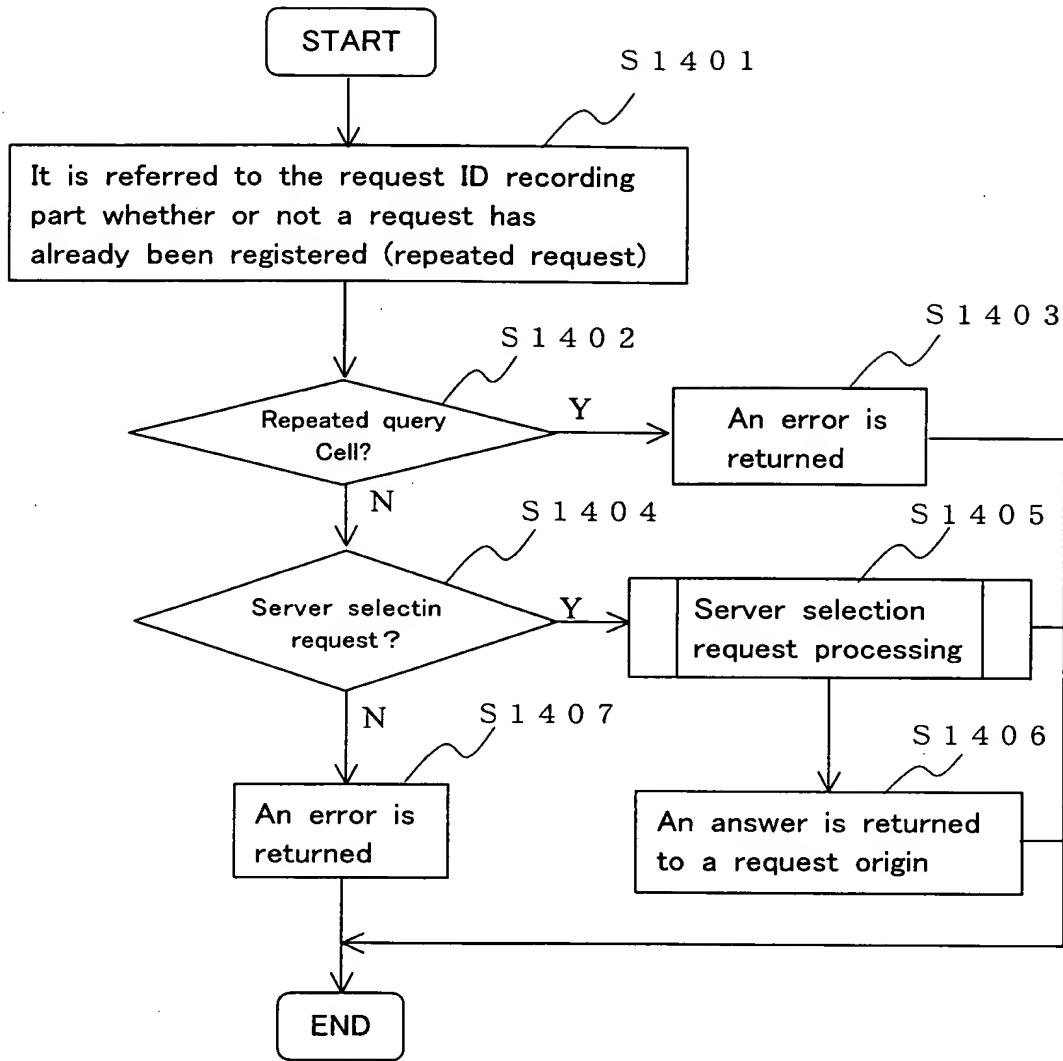 START
S1401
It is referred to the request ID recording
part whether or not a request has
already been registered (repeated request)
S1402
S1403
Repeated query
Cell?
Y
An error is
returned
N
S1404
S1405
Server selectin
request?
Y
Server selection
request processing
N
S1407
S1406
An error is
returned
An answer is returned
to a request origin
END